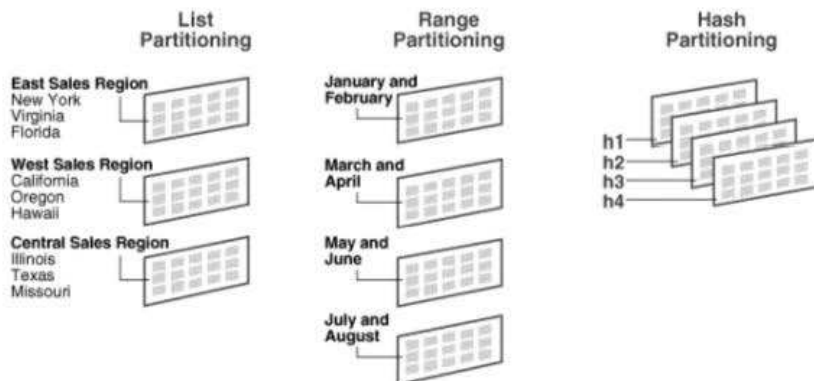 List
Partitioning
East Sales Region
New York
Virginia
Florida
West Sales Region
California
Oregon
Hawaii
Central Sales Region
Illinois
Texas
Missouri
Range
Partitioning
January and
February
March and
April
May and
June
July and
August
Hash
Partitioning
h1
h2
h3
h4